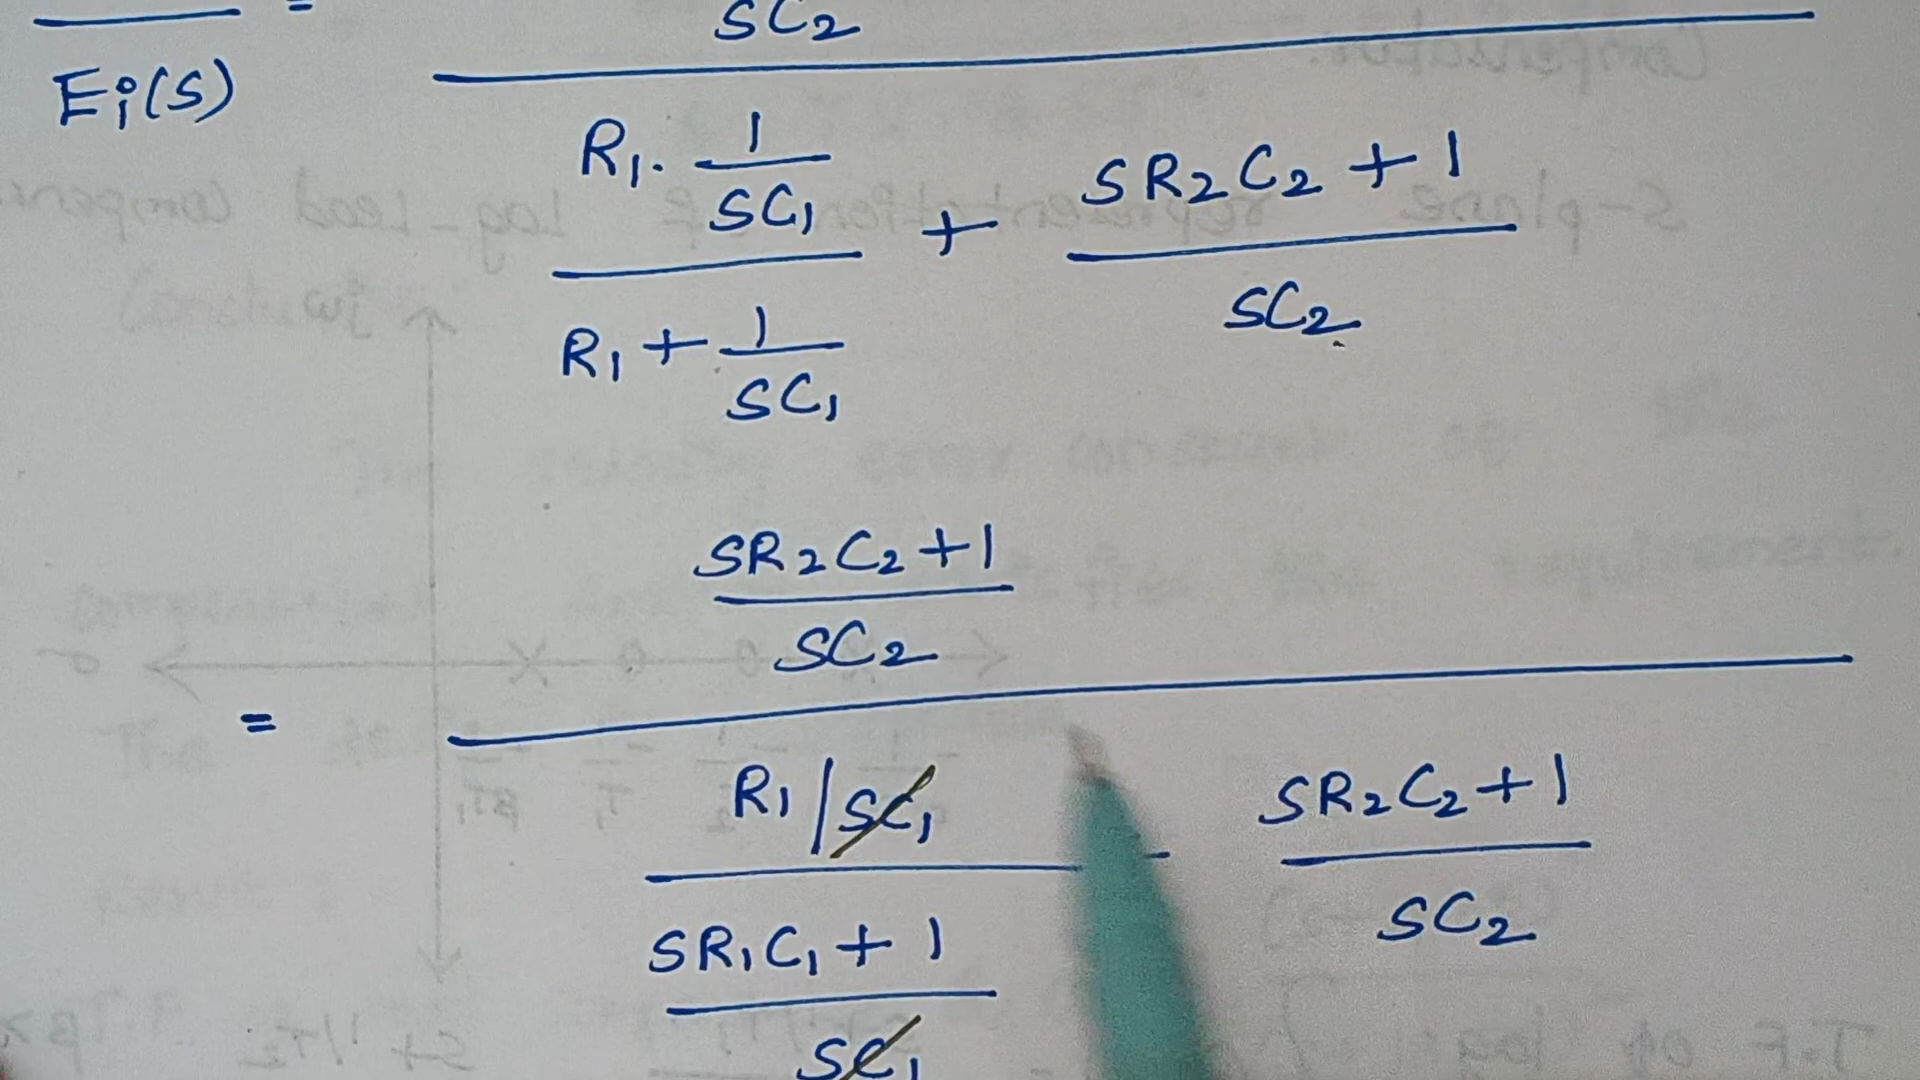 = SC₂
Ei(S)
R₁. 1/SC₁ + SR₂C₂ + 1
R₁ + 1/SC₁ SC₂
SR₂C₂ + 1
SC₂
=
R₁/SC₁ SR₂C₂ + 1
SR₁C₁ + 1 SC₂
SC₁